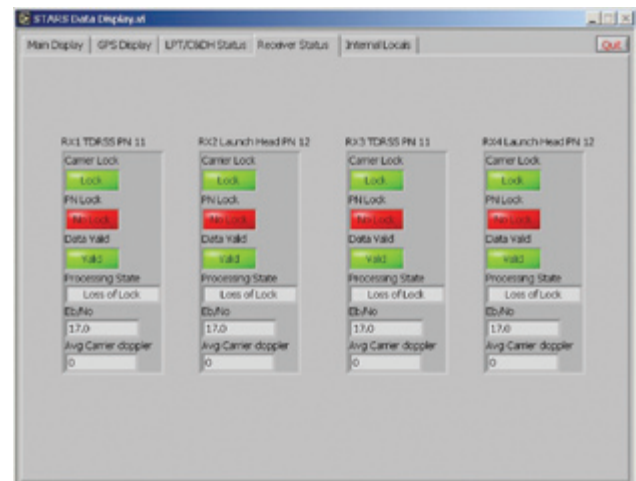 STARS Data Display.vi
Main Display GPS Display LPT/C&DH Status Receiver Status Internal Locals Quit
RX1 TDRSS PN 11 RX2 Launch Head PN 12 RX3 TDRSS PN 11 RX4 Launch Head PN 12
Carrier Lock Carrier Lock Carrier Lock Carrier Lock
Lock Lock Lock Lock
PN Lock PN Lock PN Lock PN Lock
No Lock No Lock No Lock No Lock
Data Valid Data Valid Data Valid Data Valid
Valid Valid Valid Valid
Processing State Processing State Processing State Processing State
Loss of Lock Loss of Lock Loss of Lock Loss of Lock
Eb/No Eb/No Eb/No Eb/No
17.0 17.0 17.0 17.0
Avg Carrier doppler Avg Carrier doppler Avg Carrier doppler Avg Carrier doppler
0 0 0 0